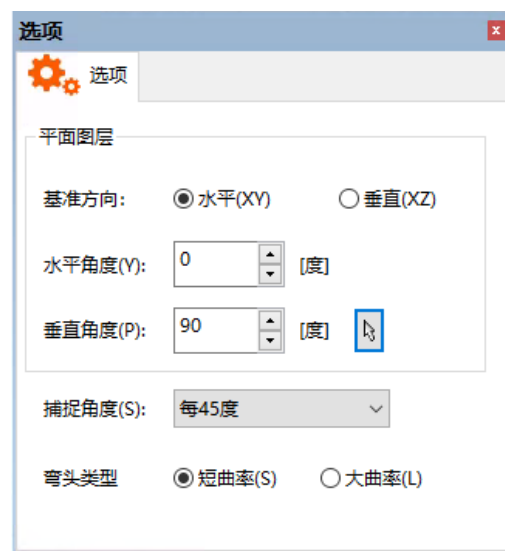 选项
选项
平面图层
基准方向: 水平(XY) 垂直(XZ)
水平角度(Y): 0 [度]
垂直角度(P): 90 [度]
捕捉角度(S): 每45度
弯头类型 短曲率(S) 大曲率(L)